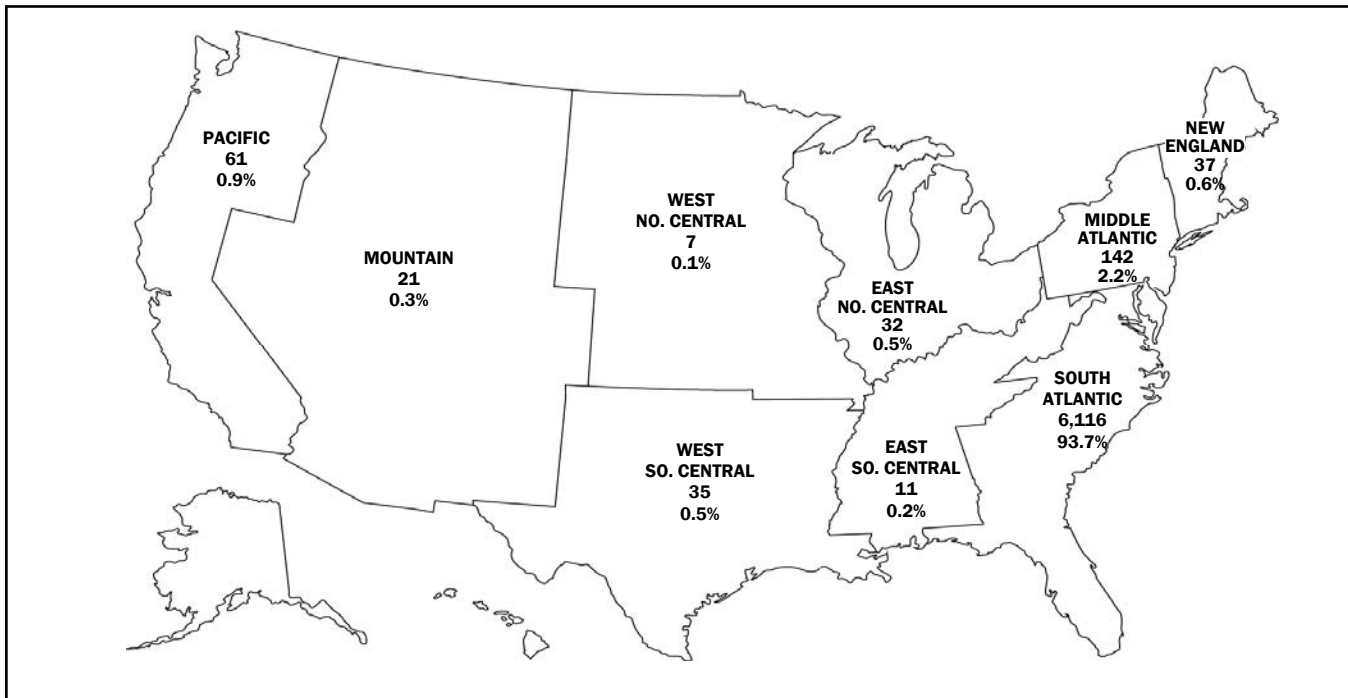 PACIFIC
61
0.9%
MOUNTAIN
21
0.3%
WEST
NO. CENTRAL
7
0.1%
WEST
SO. CENTRAL
35
0.5%
EAST
NO. CENTRAL
32
0.5%
EAST
SO. CENTRAL
11
0.2%
NEW
ENGLAND
37
0.6%
MIDDLE
ATLANTIC
142
2.2%
SOUTH
ATLANTIC
6,116
93.7%